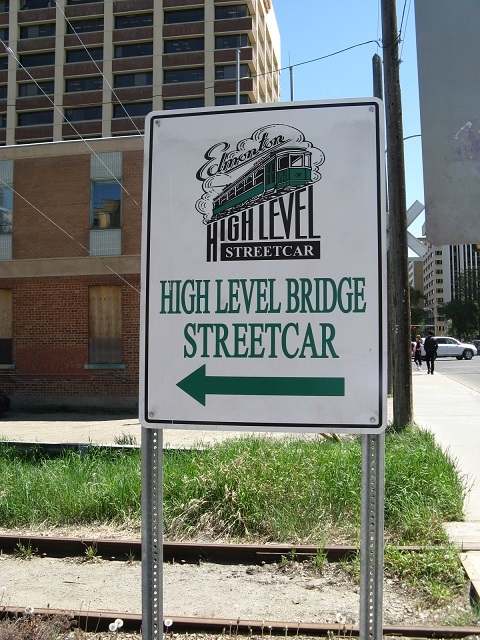 Edmonton
HIGH LEVEL
STREETCAR
HIGH LEVEL BRIDGE
STREETCAR